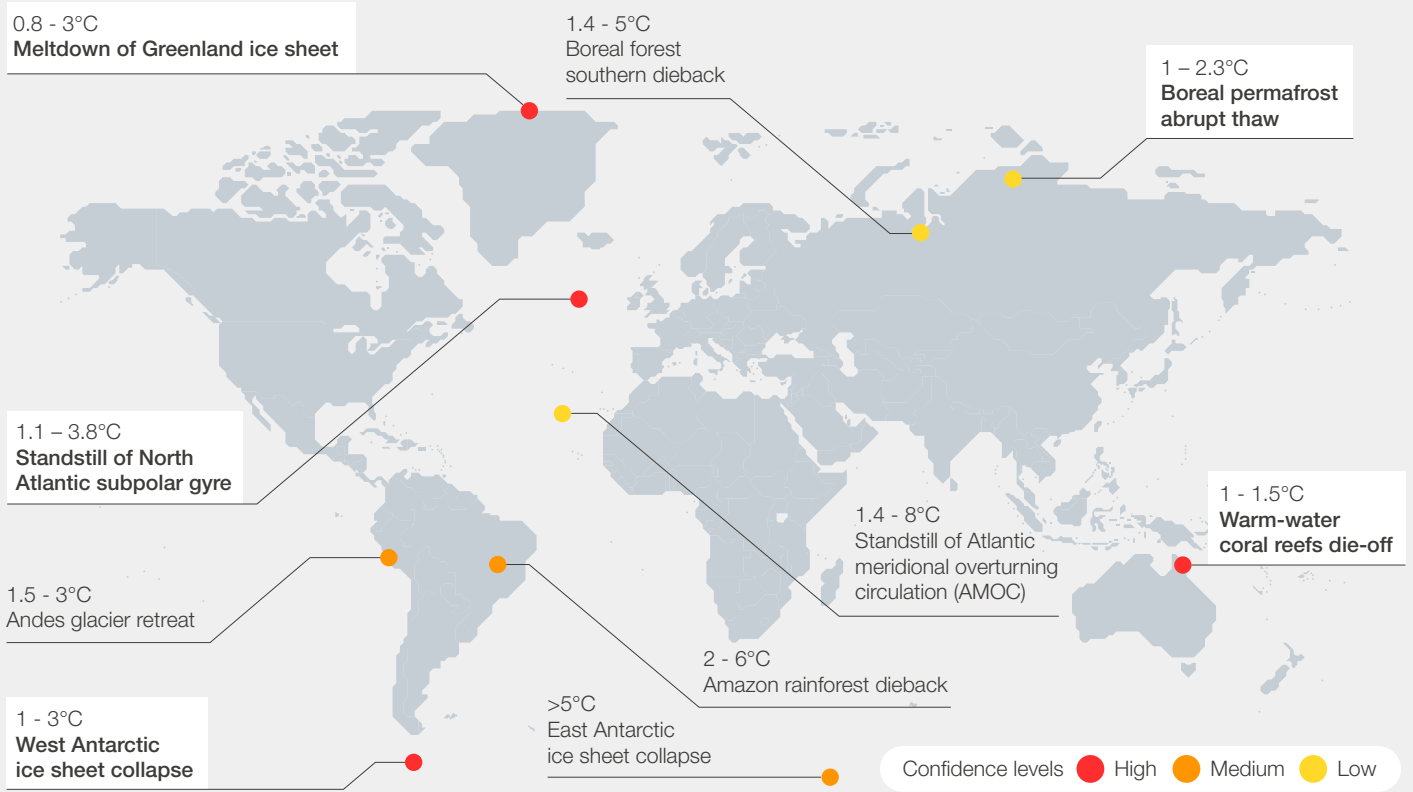 0.8 - 3°C
Meltdown of Greenland ice sheet
1.4 - 5°C
Boreal forest
southern dieback
1 – 2.3°C
Boreal permafrost
abrupt thaw
1.1 – 3.8°C
Standstill of North
Atlantic subpolar gyre
1.5 - 3°C
Andes glacier retreat
1 - 3°C
West Antarctic
ice sheet collapse
>5°C
East Antarctic
ice sheet collapse
2 - 6°C
Amazon rainforest dieback
1.4 - 8°C
Standstill of Atlantic
meridional overturning
circulation (AMOC)
1 - 1.5°C
Warm-water
coral reefs die-off
Confidence levels High Medium Low